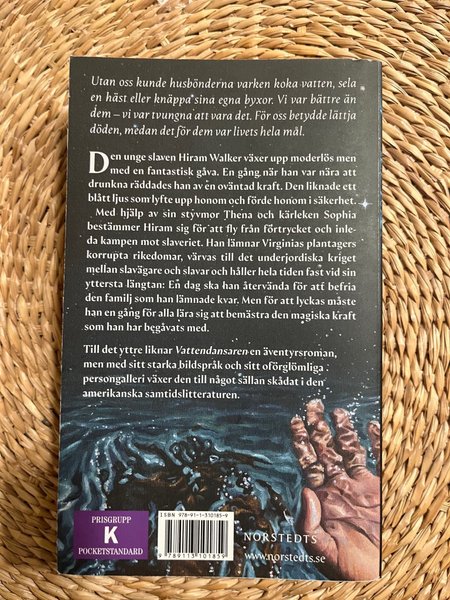 Utan oss kunde husbönderna varken koka vatten, sela
en häst eller knäppa sina egna byxor. Vi var bättre än
dem – vi var tvungna att vara det. För oss betydde lättja
döden, medan det för dem var livets hela mål.
Den unge slaven Hiram Walker växer upp moderlös men
med en fantastisk gåva. En gång när han var nära att
drunkna räddades han av en oväntad kraft. Den liknade ett
blått ljus som lyfte upp honom och förde honom i säkerhet.
Med hjälp av sin styvmor Thena och kärleken Sophia
bestämmer Hiram sig för att fly från förtrycket och inle-
da kampen mot slaveriet. Han lämnar Virginias plantagers
korrupta rikedomar, värvas till det underjordiska kriget
mellan slavägare och slavar och håller hela tiden fast vid sin
yttersta längtan: En dag ska han återvända för att befria
den familj som han lämnade kvar. Men för att lyckas måste
han en gång för alla lära sig att bemästra den magiska kraft
som han har begåvats med.
Till det yttre liknar Vattendansaren en äventyrsroman,
men med sitt starka bildspråk och sitt oförglömliga
persongalleri växer den till något sällan skådat i den
amerikanska samtidslitteraturen.
PRISGRUPP
K
POCKETSTANDARD
ISBN 978-91-1-310185-9
9 789113 101859
NORSTEDTS
www.norstedts.se